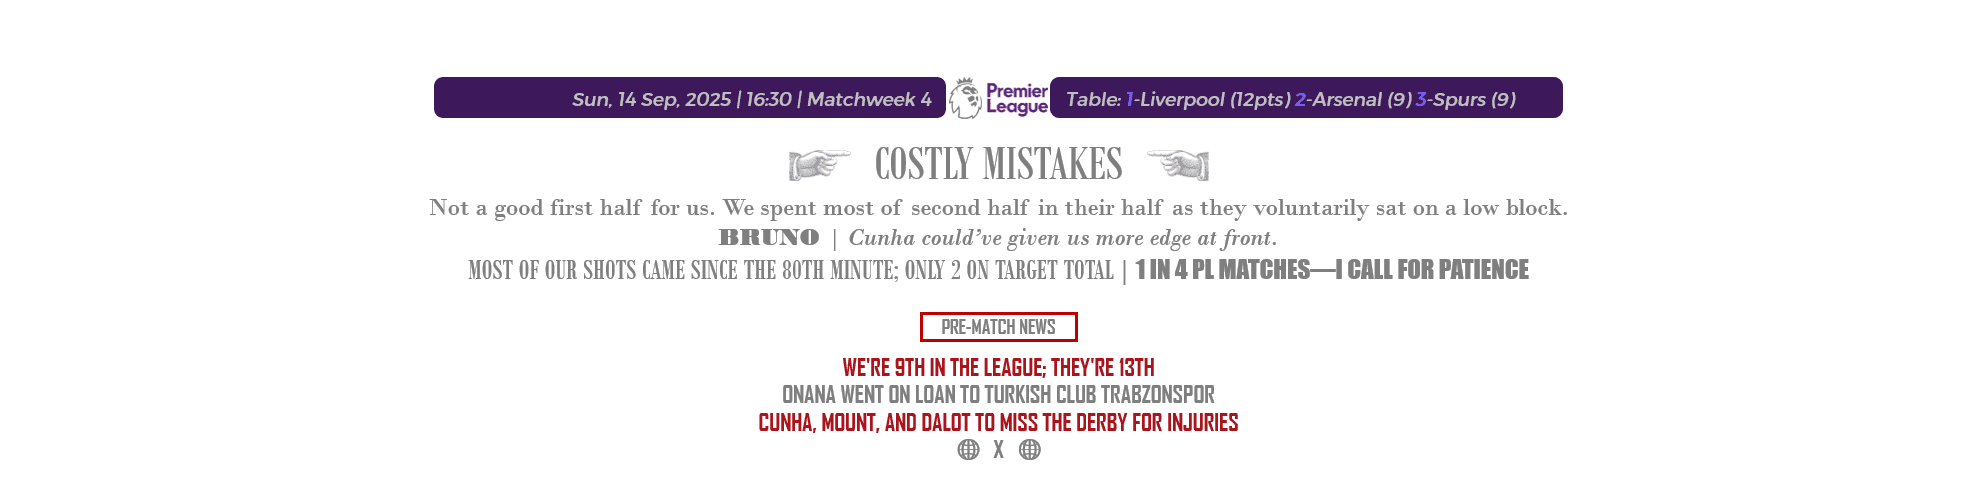 Sun, 14 Sep, 2025 | 16:30 | Matchweek 4
Premier League
Table: 1-Liverpool (12pts) 2-Arsenal (9) 3-Spurs (9)
COSTLY MISTAKES
Not a good first half for us. We spent most of second half in their half as they voluntarily sat on a low block.
BRUNO | Cunha could’ve given us more edge at front.
MOST OF OUR SHOTS CAME SINCE THE 80TH MINUTE; ONLY 2 ON TARGET TOTAL | 1 IN 4 PL MATCHES—I CALL FOR PATIENCE
PRE-MATCH NEWS
WE'RE 9TH IN THE LEAGUE; THEY'RE 13TH
ONANA WENT ON LOAN TO TURKISH CLUB TRABZONSPOR
CUNHA, MOUNT, AND DALOT TO MISS THE DERBY FOR INJURIES
X